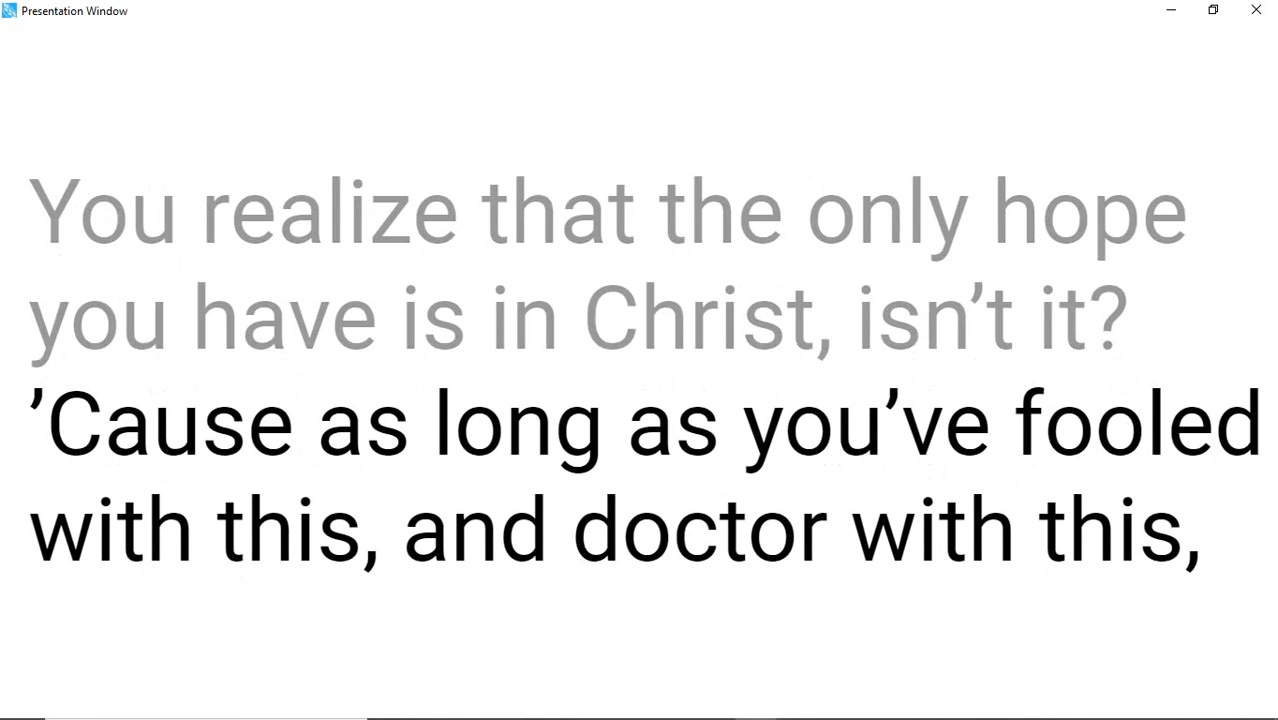 Presentation Window
You realize that the only hope
you have is in Christ, isn’t it?
’Cause as long as you’ve fooled
with this, and doctor with this,